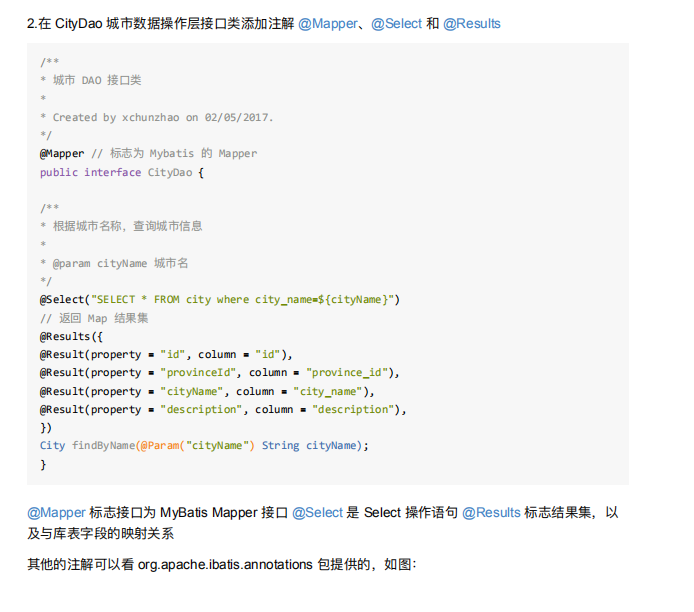 2.在 CityDao 城市数据操作层接口类添加注解 @Mapper、@Select 和 @Results
/**
* 城市 DAO 接口类
*
* Created by xchunzhao on 02/05/2017.
*/
@Mapper // 标志为 Mybatis 的 Mapper
public interface CityDao {
/**
* 根据城市名称，查询城市信息
*
* @param cityName 城市名
*/
@Select("SELECT * FROM city where city_name=${cityName}")
// 返回 Map 结果集
@Results({
@Result(property = "id", column = "id"),
@Result(property = "provinceId", column = "province_id"),
@Result(property = "cityName", column = "city_name"),
@Result(property = "description", column = "description"),
})
City findByName(@Param("cityName") String cityName);
}
@Mapper 标志接口为 MyBatis Mapper 接口 @Select 是 Select 操作语句 @Results 标志结果集，以
及与库表字段的映射关系
其他的注解可以看 org.apache.ibatis.annotations 包提供的，如图：